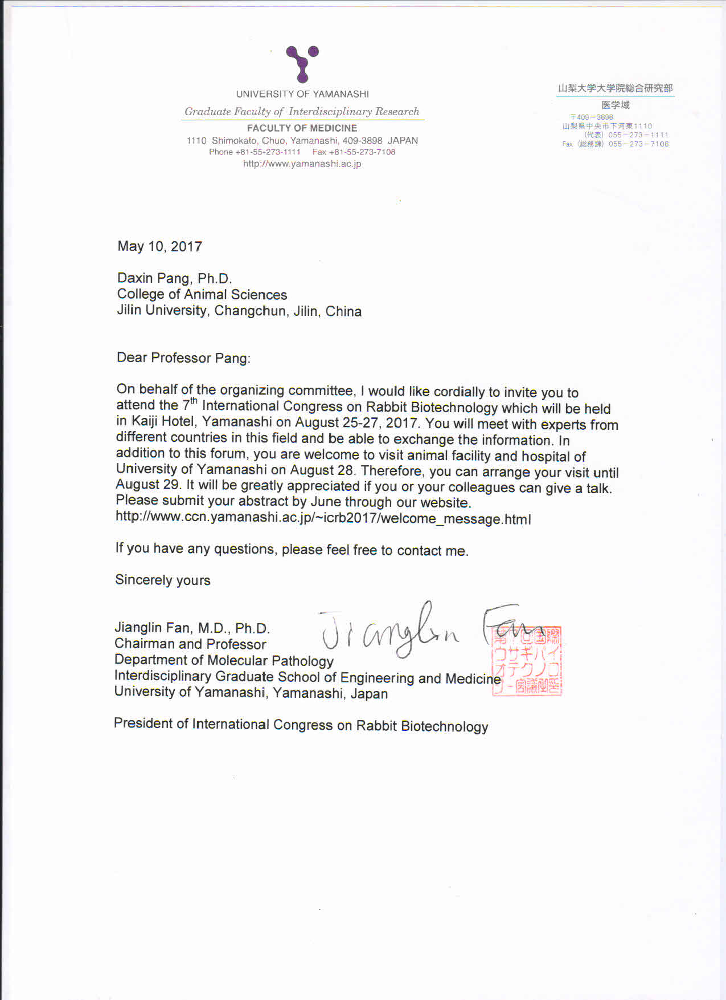 UNIVERSITY OF YAMANASHI
Graduate Faculty of Interdisciplinary Research
FACULTY OF MEDICINE
1110 Shimokato, Chuo, Yamanashi, 409-3898 JAPAN
Phone +81-55-273-1111 Fax +81-55-273-7108
http://www.yamanashi.ac.jp
山梨大学大学院総合研究部
医学域
〒409－3898
山梨県中央市下河東1110
(代表) 055－273－1111
Fax (総務課) 055－273－7108
May 10, 2017
Daxin Pang, Ph.D.
College of Animal Sciences
Jilin University, Changchun, Jilin, China
Dear Professor Pang:
On behalf of the organizing committee, I would like cordially to invite you to
attend the 7th International Congress on Rabbit Biotechnology which will be held
in Kaiji Hotel, Yamanashi on August 25-27, 2017. You will meet with experts from
different countries in this field and be able to exchange the information. In
addition to this forum, you are welcome to visit animal facility and hospital of
University of Yamanashi on August 28. Therefore, you can arrange your visit until
August 29. It will be greatly appreciated if you or your colleagues can give a talk.
Please submit your abstract by June through our website.
http://www.ccn.yamanashi.ac.jp/~icrb2017/welcome_message.html
If you have any questions, please feel free to contact me.
Sincerely yours
Jianglin Fan
Jianglin Fan, M.D., Ph.D.
Chairman and Professor
Department of Molecular Pathology
Interdisciplinary Graduate School of Engineering and Medicine
University of Yamanashi, Yamanashi, Japan
President of International Congress on Rabbit Biotechnology